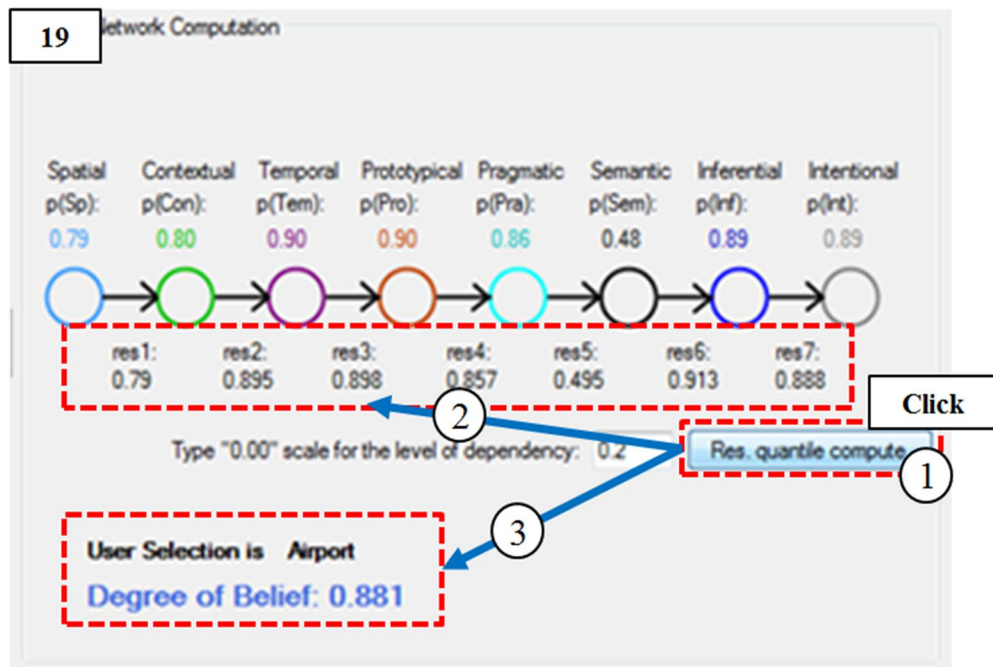 19
Network Computation
Spatial Contextual Temporal Prototypical Pragmatic Semantic Inferential Intentional
p(Sp): p(Con): p(Tem): p(Pro): p(Pra): p(Sem): p(Inf): p(Int):
0.79 0.80 0.90 0.90 0.86 0.48 0.89 0.89
res1: res2: res3: res4: res5: res6: res7:
0.79 0.895 0.898 0.857 0.495 0.913 0.888
Click
2
Type "0.00" scale for the level of dependency: 0.2 Res. quantile compute
1
3
User Selection is Airport
Degree of Belief: 0.881